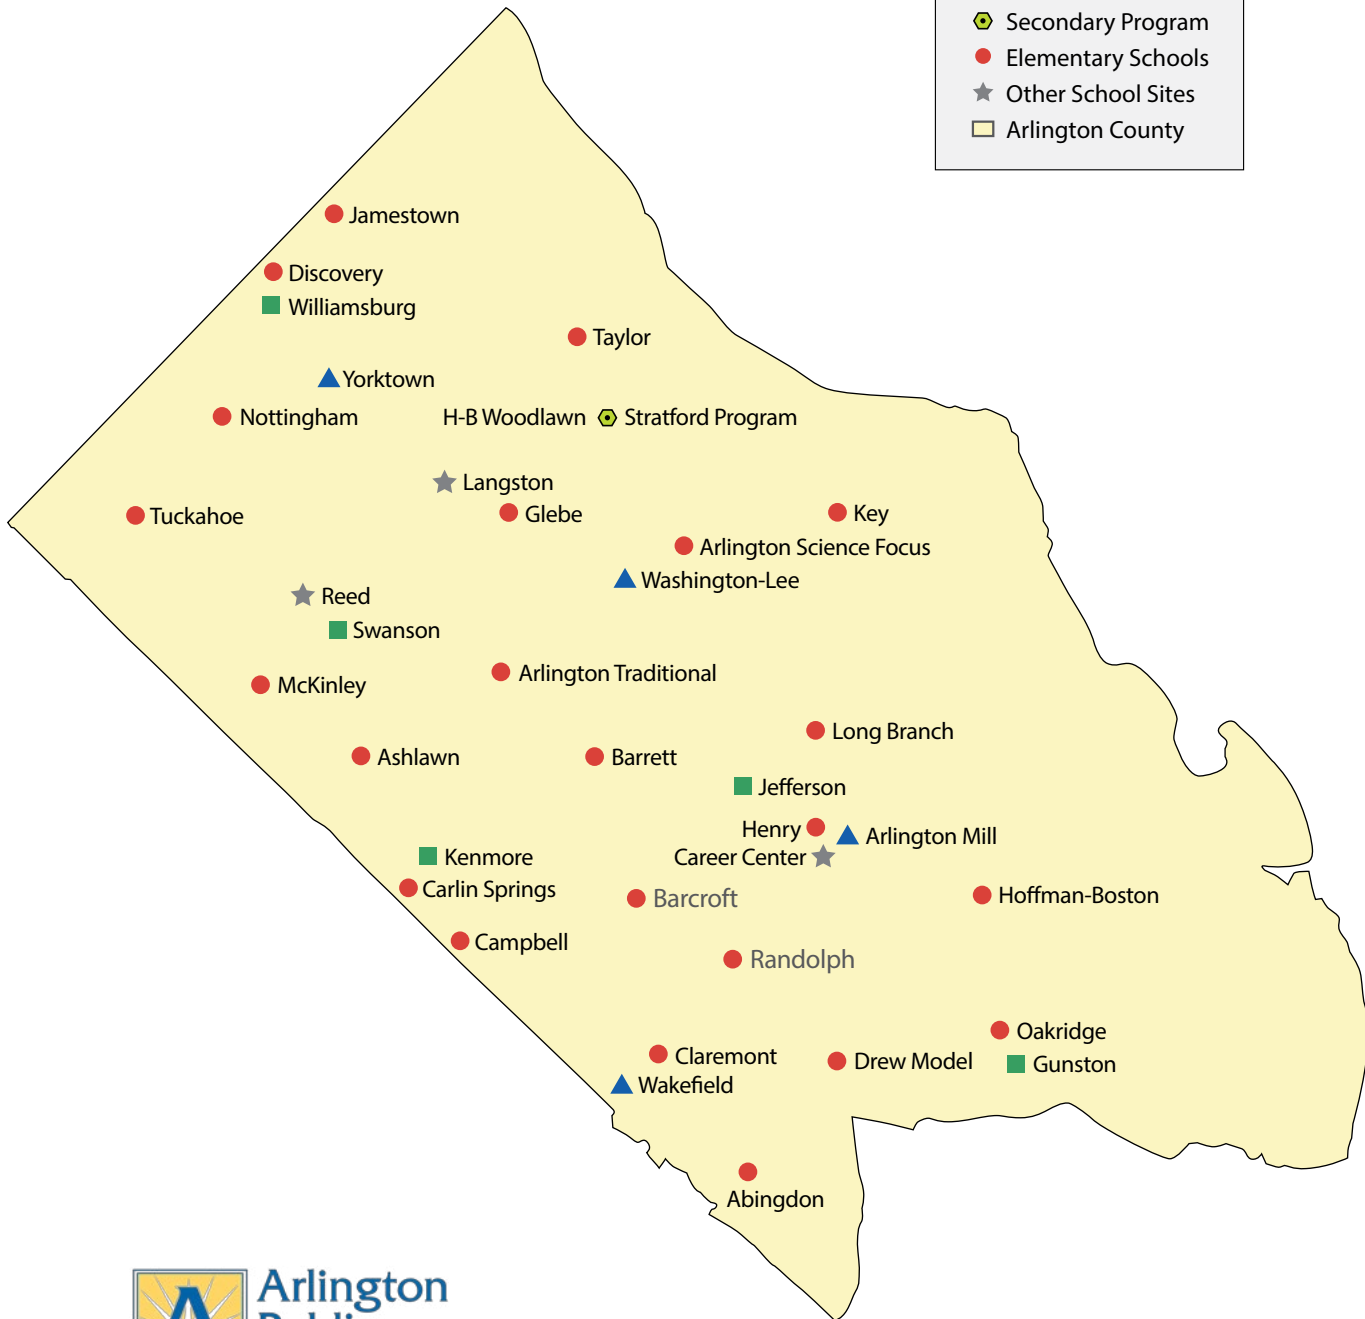 Secondary Program
Elementary Schools
Other School Sites
Arlington County
Jamestown
Discovery
Williamsburg
Taylor
Yorktown
Nottingham
H-B Woodlawn Stratford Program
Langston
Glebe
Key
Tuckahoe
Arlington Science Focus
Washington-Lee
Reed
Swanson
Arlington Traditional
McKinley
Long Branch
Ashlawn
Barrett
Jefferson
Henry
Arlington Mill
Kenmore
Career Center
Carlin Springs
Barcroft
Hoffman-Boston
Campbell
Randolph
Oakridge
Claremont
Drew Model
Gunston
Wakefield
Abingdon
Arlington